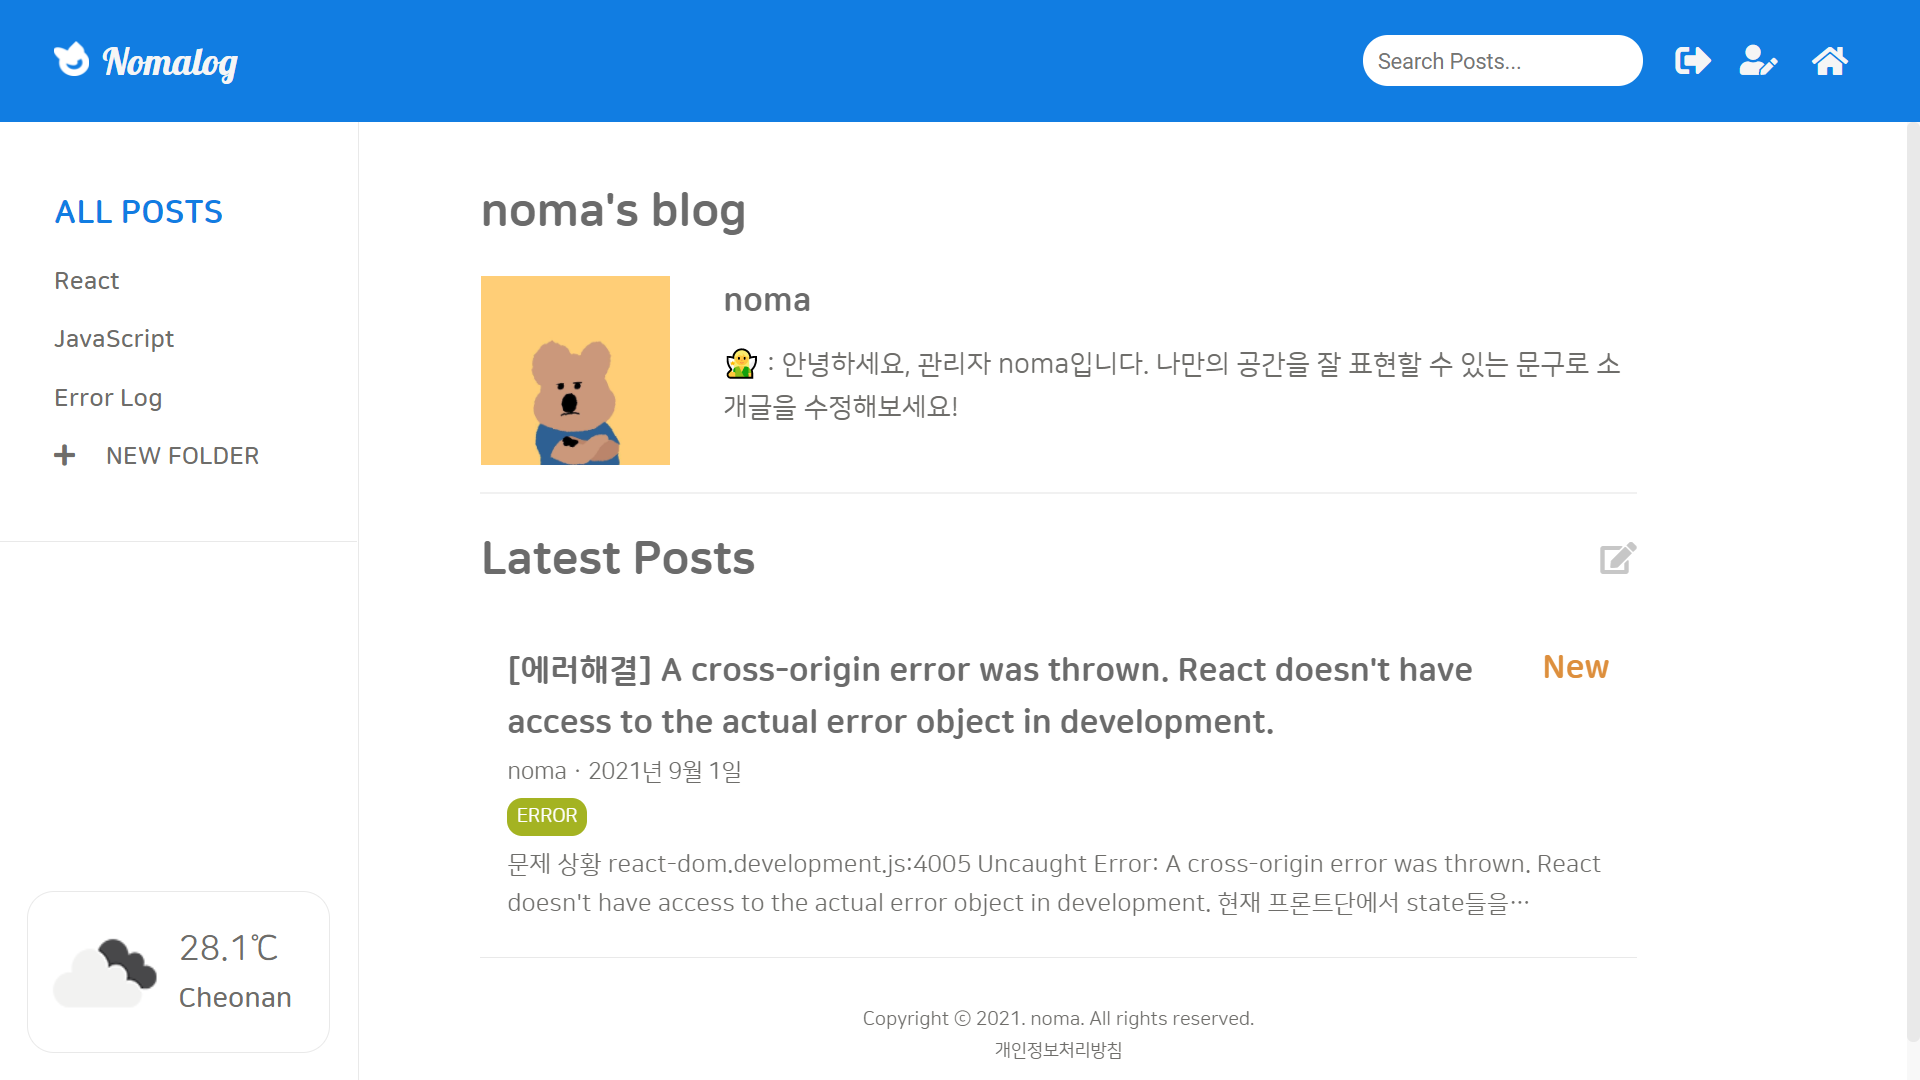 Nomalog
Search Posts...
ALL POSTS
React
JavaScript
Error Log
NEW FOLDER
28.1℃
Cheonan
noma's blog
noma
: 안녕하세요, 관리자 noma입니다. 나만의 공간을 잘 표현할 수 있는 문구로 소
개글을 수정해보세요!
Latest Posts
[에러해결] A cross-origin error was thrown. React doesn't have
access to the actual error object in development.
New
noma · 2021년 9월 1일
ERROR
문제 상황 react-dom.development.js:4005 Uncaught Error: A cross-origin error was thrown. React
doesn't have access to the actual error object in development. 현재 프론트단에서 state들을…
Copyright ⓒ 2021. noma. All rights reserved.
개인정보처리방침